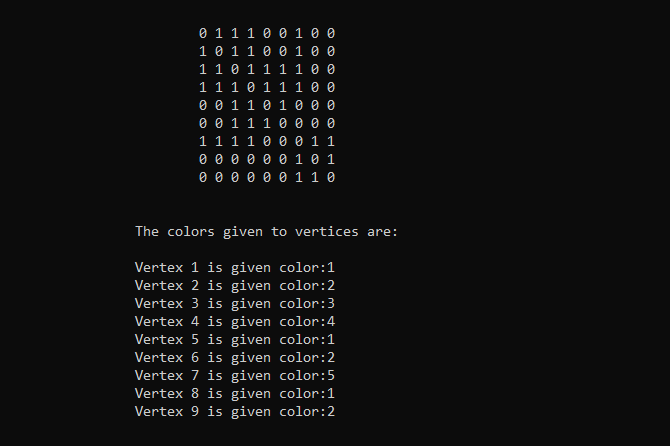 0 1 1 1 0 0 1 0 0
1 0 1 1 0 0 1 0 0
1 1 0 1 1 1 1 0 0
1 1 1 0 1 1 1 0 0
0 0 1 1 0 1 0 0 0
0 0 1 1 1 0 0 0 0
1 1 1 1 0 0 0 1 1
0 0 0 0 0 0 1 0 1
0 0 0 0 0 0 1 1 0
The colors given to vertices are:
Vertex 1 is given color:1
Vertex 2 is given color:2
Vertex 3 is given color:3
Vertex 4 is given color:4
Vertex 5 is given color:1
Vertex 6 is given color:2
Vertex 7 is given color:5
Vertex 8 is given color:1
Vertex 9 is given color:2